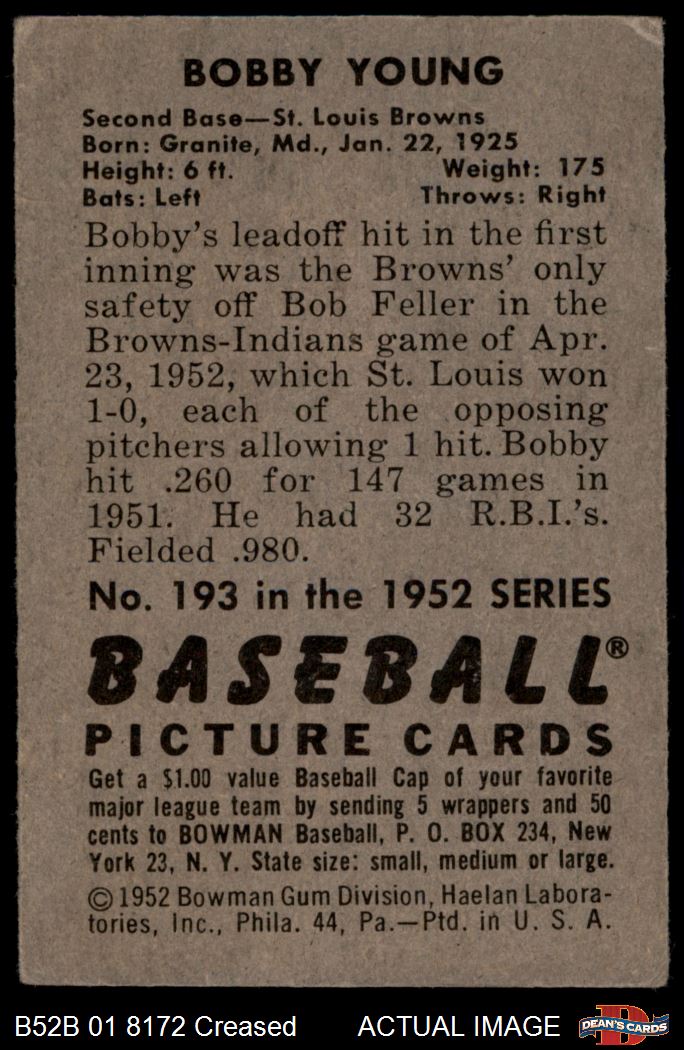 BOBBY YOUNG
Second Base—St. Louis Browns
Born: Granite, Md., Jan. 22, 1925
Height: 6 ft. Weight: 175
Bats: Left Throws: Right
Bobby's leadoff hit in the first
inning was the Browns' only
safety off Bob Feller in the
Browns-Indians game of Apr.
23, 1952, which St. Louis won
1-0, each of the opposing
pitchers allowing 1 hit. Bobby
hit .260 for 147 games in
1951. He had 32 R.B.I.'s.
Fielded .980.
No. 193 in the 1952 SERIES
BASEBALL®
PICTURE CARDS
Get a $1.00 value Baseball Cap of your favorite
major league team by sending 5 wrappers and 50
cents to BOWMAN Baseball, P. O. BOX 234, New
York 23, N. Y. State size: small, medium or large.
© 1952 Bowman Gum Division, Haelan Labora-
tories, Inc., Phila. 44, Pa.—Ptd. in U. S. A.
B52B 01 8172 Creased ACTUAL IMAGE
DEAN'S CARDS